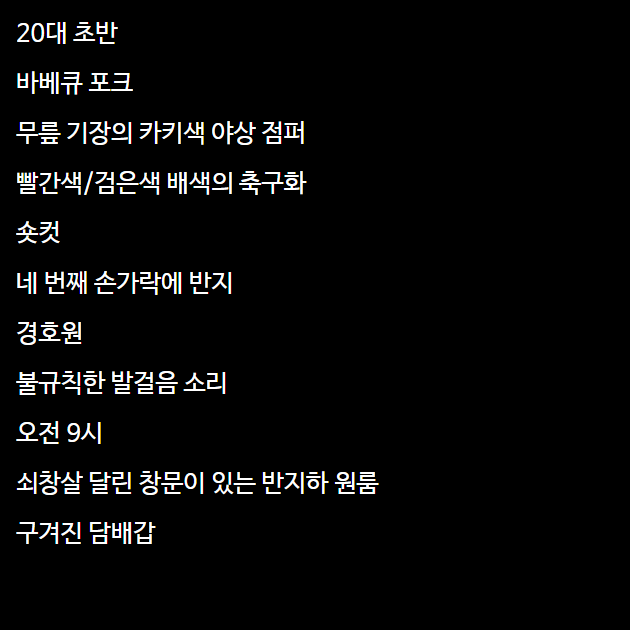 20대 초반
바베큐 포크
무릎 기장의 카키색 야상 점퍼
빨간색/검은색 배색의 축구화
숏컷
네 번째 손가락에 반지
경호원
불규칙한 발걸음 소리
오전 9시
쇠창살 달린 창문이 있는 반지하 원룸
구겨진 담배갑